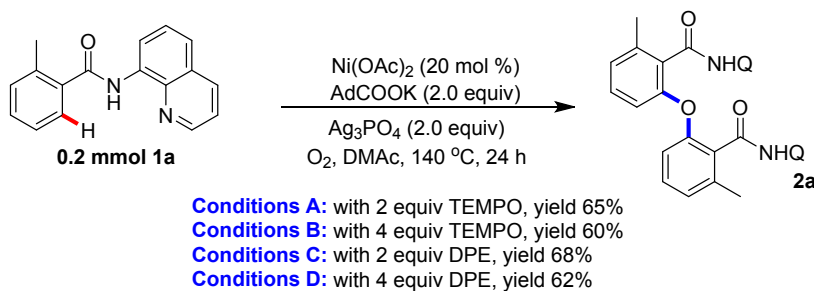 O
N
H
N
H
0.2 mmol 1a
Ni(OAc)2 (20 mol %)
AdCOOK (2.0 equiv)
Ag3PO4 (2.0 equiv)
O2, DMAc, 140 °C, 24 h
O
NHQ
O
O
NHQ
2a
Conditions A: with 2 equiv TEMPO, yield 65%
Conditions B: with 4 equiv TEMPO, yield 60%
Conditions C: with 2 equiv DPE, yield 68%
Conditions D: with 4 equiv DPE, yield 62%